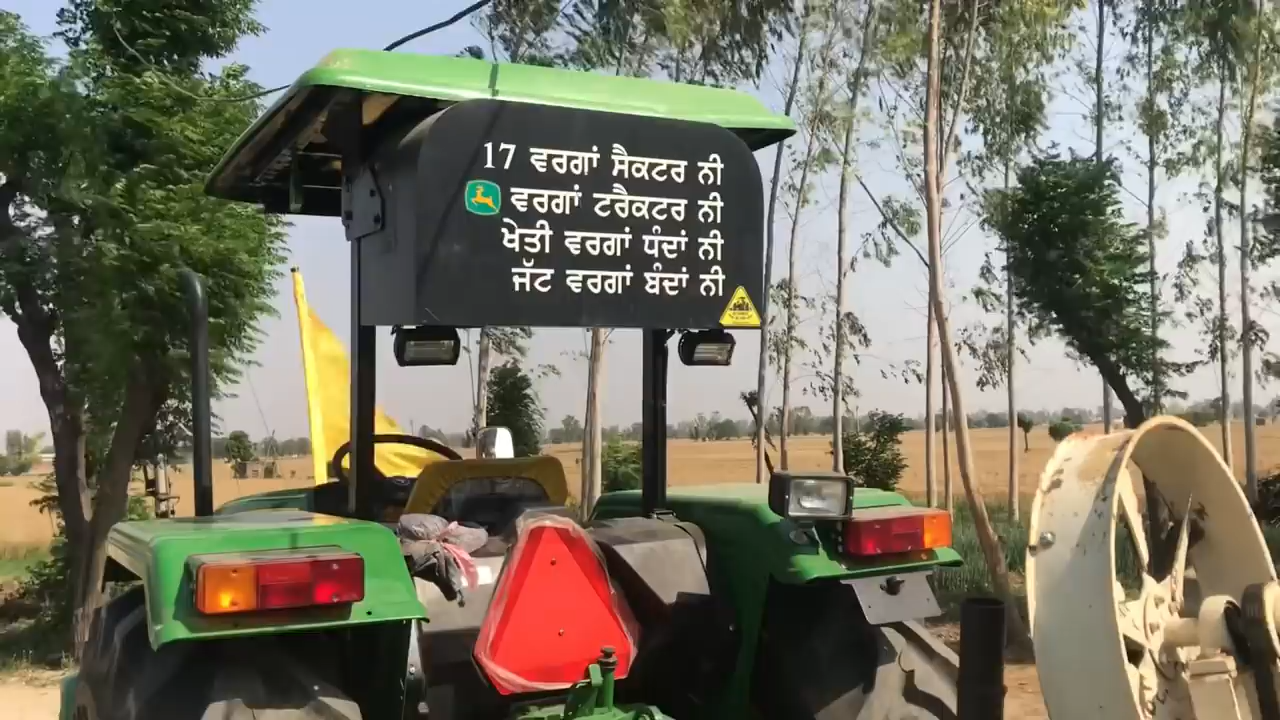 17 ਵਰਗਾਂ ਸੈਕਟਰ ਨੀ
ਵਰਗਾਂ ਟਰੈਕਟਰ ਨੀ
ਖੇਤੀ ਵਰਗਾਂ ਧੰਦਾਂ ਨੀ
ਜੱਟ ਵਰਗਾਂ ਬੰਦਾਂ ਨੀ